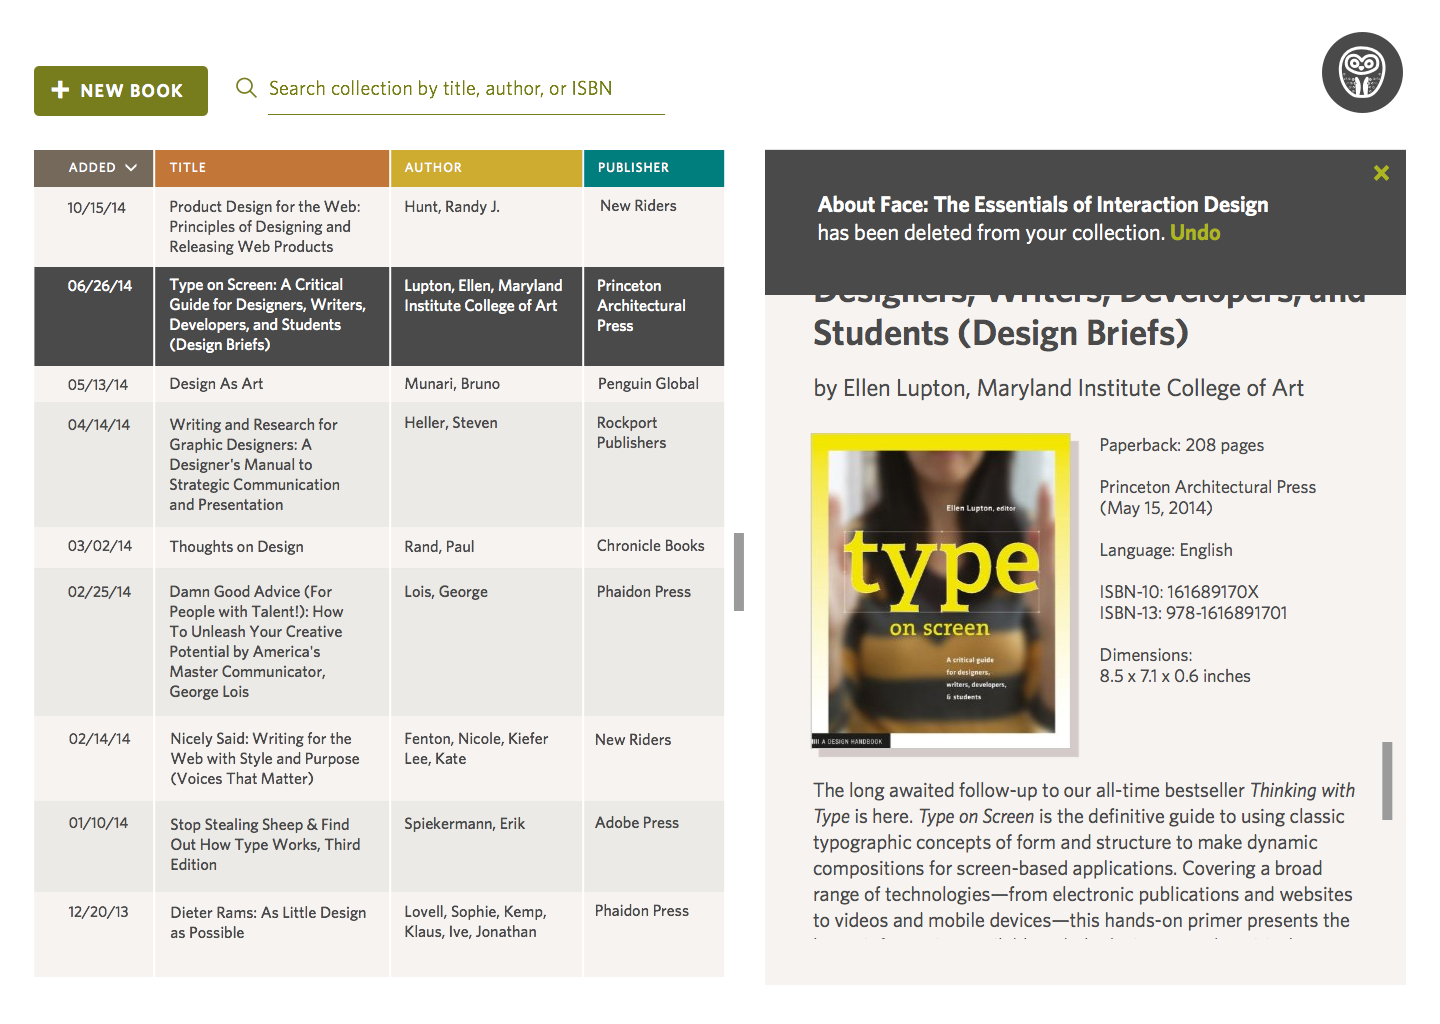 NEW BOOK
Search collection by title, author, or ISBN
ADDED TITLE AUTHOR PUBLISHER
10/15/14
Product Design for the Web:
Principles of Designing and
Releasing Web Products
Hunt, Randy J.
New Riders
06/26/14
Type on Screen: A Critical
Guide for Designers, Writers,
Developers, and Students
(Design Briefs)
Lupton, Ellen, Maryland
Institute College of Art
Princeton
Architectural
Press
05/13/14
Design As Art
Munari, Bruno
Penguin Global
04/14/14
Writing and Research for
Graphic Designers: A
Designer's Manual to
Strategic Communication
and Presentation
Heller, Steven
Rockport
Publishers
03/02/14
Thoughts on Design
Rand, Paul
Chronicle Books
02/25/14
Damn Good Advice (For
People with Talent!): How
To Unleash Your Creative
Potential by America's
Master Communicator,
George Lois
Lois, George
Phaidon Press
02/14/14
Nicely Said: Writing for the
Web with Style and Purpose
(Voices That Matter)
Fenton, Nicole, Kiefer
Lee, Kate
New Riders
01/10/14
Stop Stealing Sheep & Find
Out How Type Works, Third
Edition
Spiekermann, Erik
Adobe Press
12/20/13
Dieter Rams: As Little Design
as Possible
Lovell, Sophie, Kemp,
Klaus, Ive, Jonathan
Phaidon Press
About Face: The Essentials of Interaction Design
has been deleted from your collection. Undo
Designers, Writers, Developers, and
Students (Design Briefs)
by Ellen Lupton, Maryland Institute College of Art
Ellen Lupton, editor
type
on screen
A critical guide
for designers,
writers, developers,
& students
A DESIGN HANDBOOK
Paperback: 208 pages
Princeton Architectural Press
(May 15, 2014)
Language: English
ISBN-10: 161689170X
ISBN-13: 978-1616891701
Dimensions:
8.5 x 7.1 x 0.6 inches
The long awaited follow-up to our all-time bestseller Thinking with
Type is here. Type on Screen is the definitive guide to using classic
typographic concepts of form and structure to make dynamic
compositions for screen-based applications. Covering a broad
range of technologies—from electronic publications and websites
to videos and mobile devices—this hands-on primer presents the